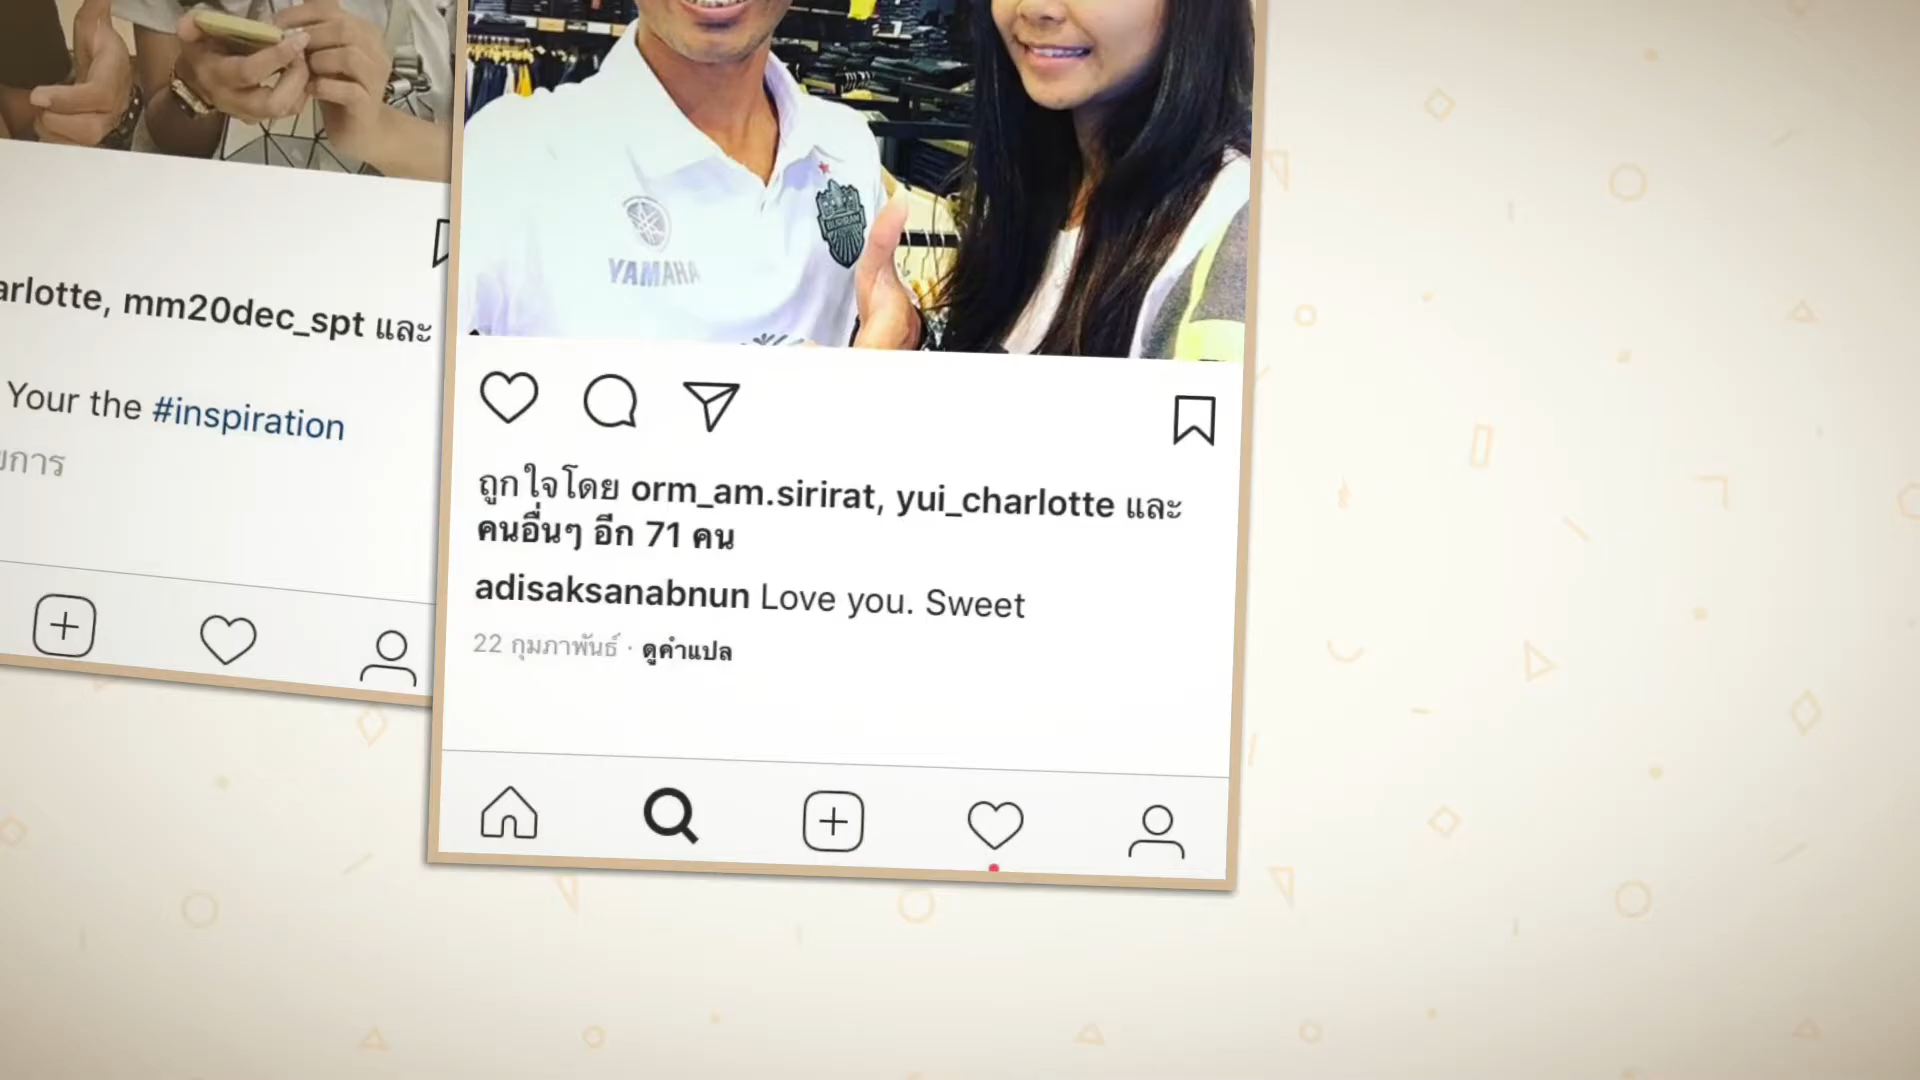 YAMAHA
BURIRAM
arlotte, mm20dec_spt และ
Your the #inspiration
ถูกใจโดย orm_am.sirirat, yui_charlotte และ
คนอื่นๆ อีก 71 คน
adisaksanabnun Love you. Sweet
22 กุมภาพันธ์ · ดูคำแปล